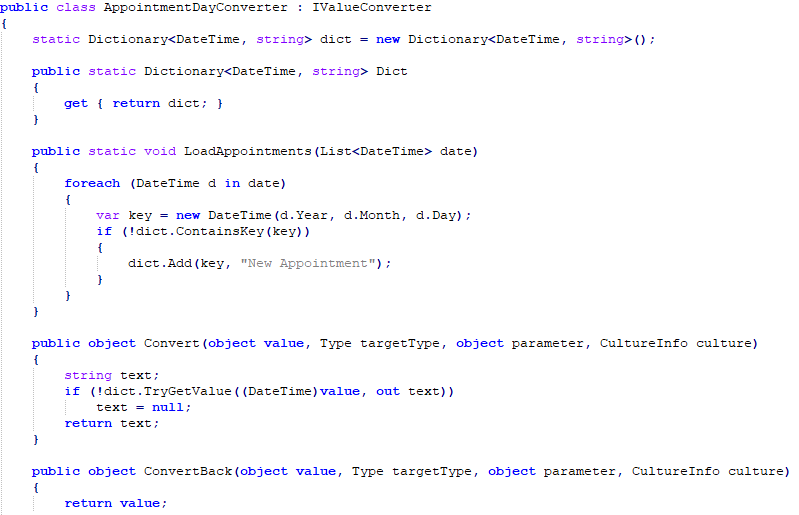 public class AppointmentDayConverter : IValueConverter
{
    static Dictionary<DateTime, string> dict = new Dictionary<DateTime, string>();

    public static Dictionary<DateTime, string> Dict
    {
        get { return dict; }
    }

    public static void LoadAppointments(List<DateTime> date)
    {
        foreach (DateTime d in date)
        {
            var key = new DateTime(d.Year, d.Month, d.Day);
            if (!dict.ContainsKey(key))
            {
                dict.Add(key, "New Appointment");
            }
        }
    }

    public object Convert(object value, Type targetType, object parameter, CultureInfo culture)
    {
        string text;
        if (!dict.TryGetValue((DateTime)value, out text))
            text = null;
        return text;
    }

    public object ConvertBack(object value, Type targetType, object parameter, CultureInfo culture)
    {
        return value;